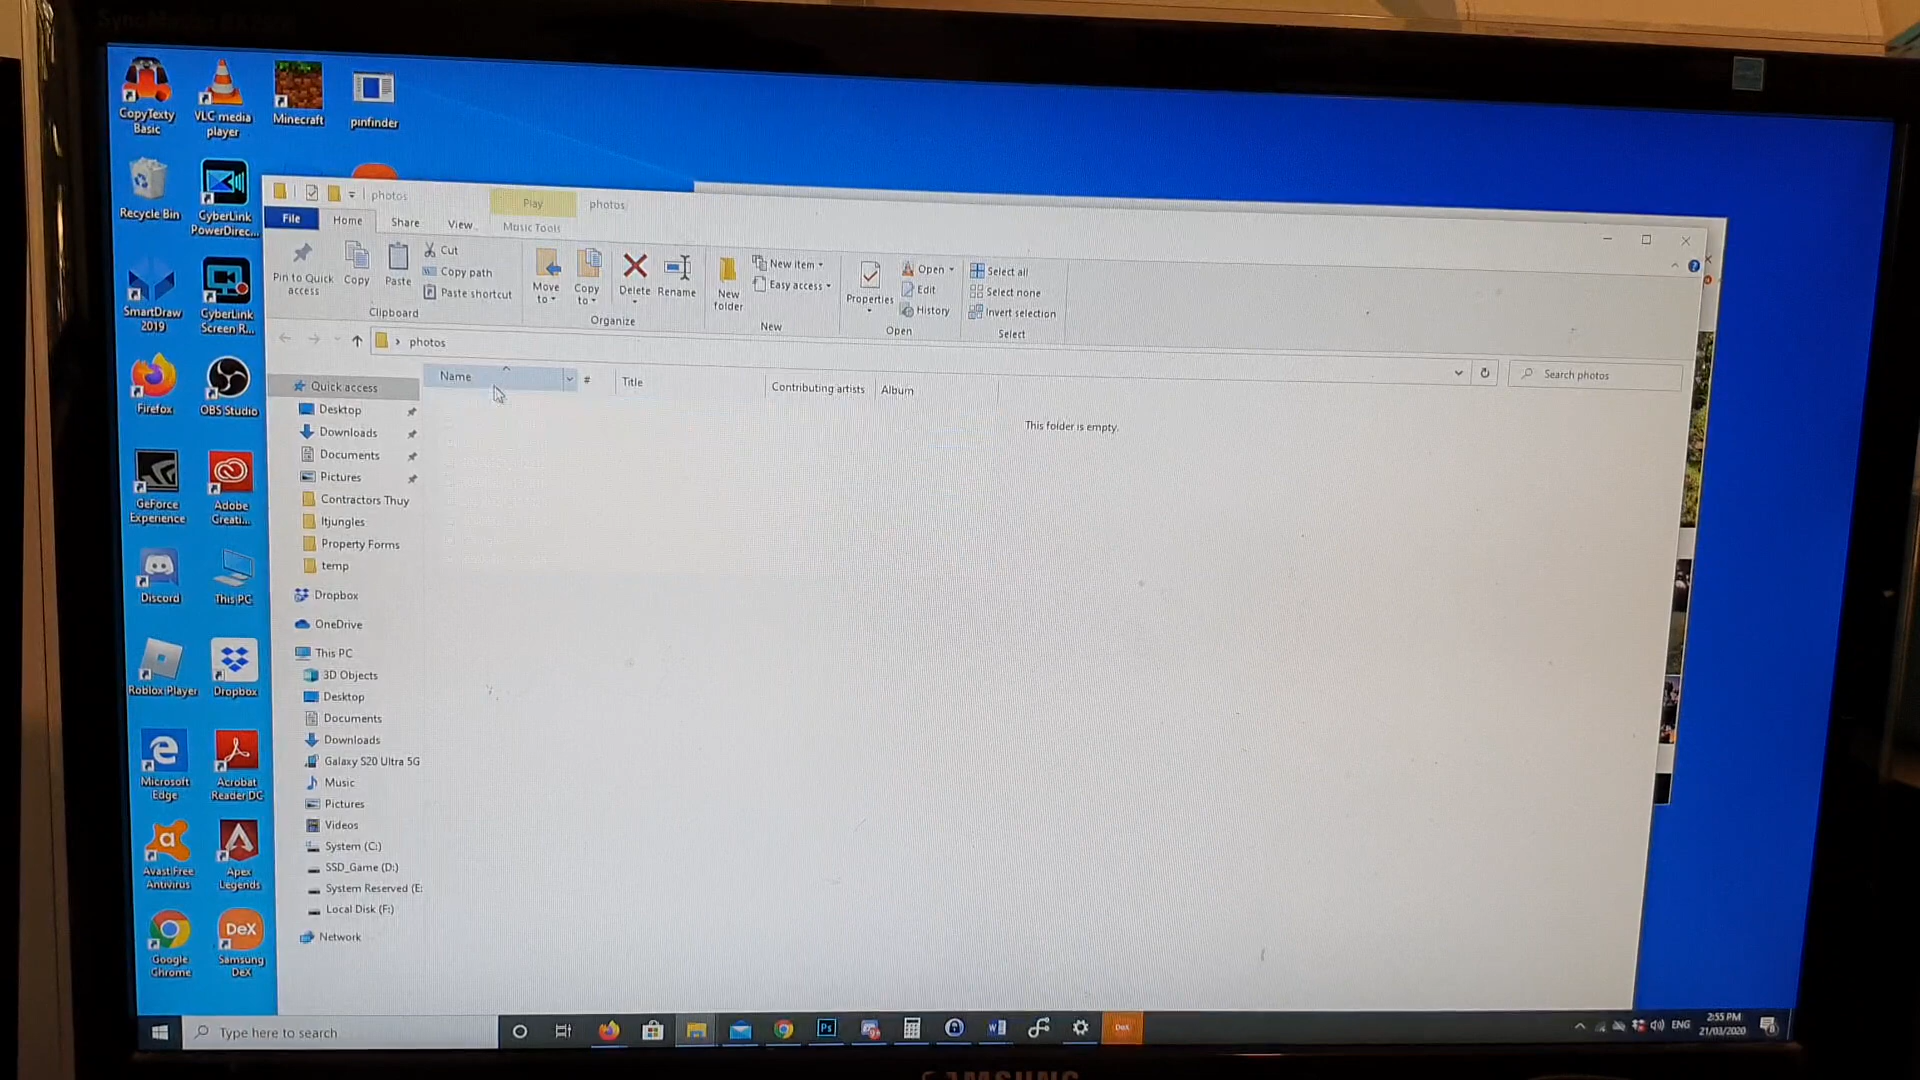 CopyTexty
Basic
VLC media
player
Minecraft
pinfinder
Recycle Bin
CyberLink
PowerDirec...
SmartDraw
2019
CyberLink
Screen R...
Firefox
OBS Studio
GeForce
Experience
Adobe
Creati...
Discord
This PC
Roblox Player
Dropbox
Microsoft
Edge
Acrobat
Reader DC
Avast Free
Antivirus
Apex
Legends
Google
Chrome
DeX
Samsung
DeX
photos
Play
photos
File
Home
Share
View
Music Tools
Pin to Quick
access
Copy
Paste
Cut
Copy path
Paste shortcut
Clipboard
Move
to
Copy
to
Delete
Rename
Organize
New
folder
New item
Easy access
New
Properties
Open
Edit
History
Open
Select all
Select none
Invert selection
Select
photos
Search photos
Name
#
Title
Contributing artists
Album
This folder is empty.
Quick access
Desktop
Downloads
Documents
Pictures
Contractors Thuy
Itjungles
Property Forms
temp
Dropbox
OneDrive
This PC
3D Objects
Desktop
Documents
Downloads
Galaxy S20 Ultra 5G
Music
Pictures
Videos
System (C:)
SSD_Game (D:)
System Reserved (E:
Local Disk (F:)
Network
Type here to search
Ps
DeX
ENG
2:55 PM
21/03/2020
SAMSUNG